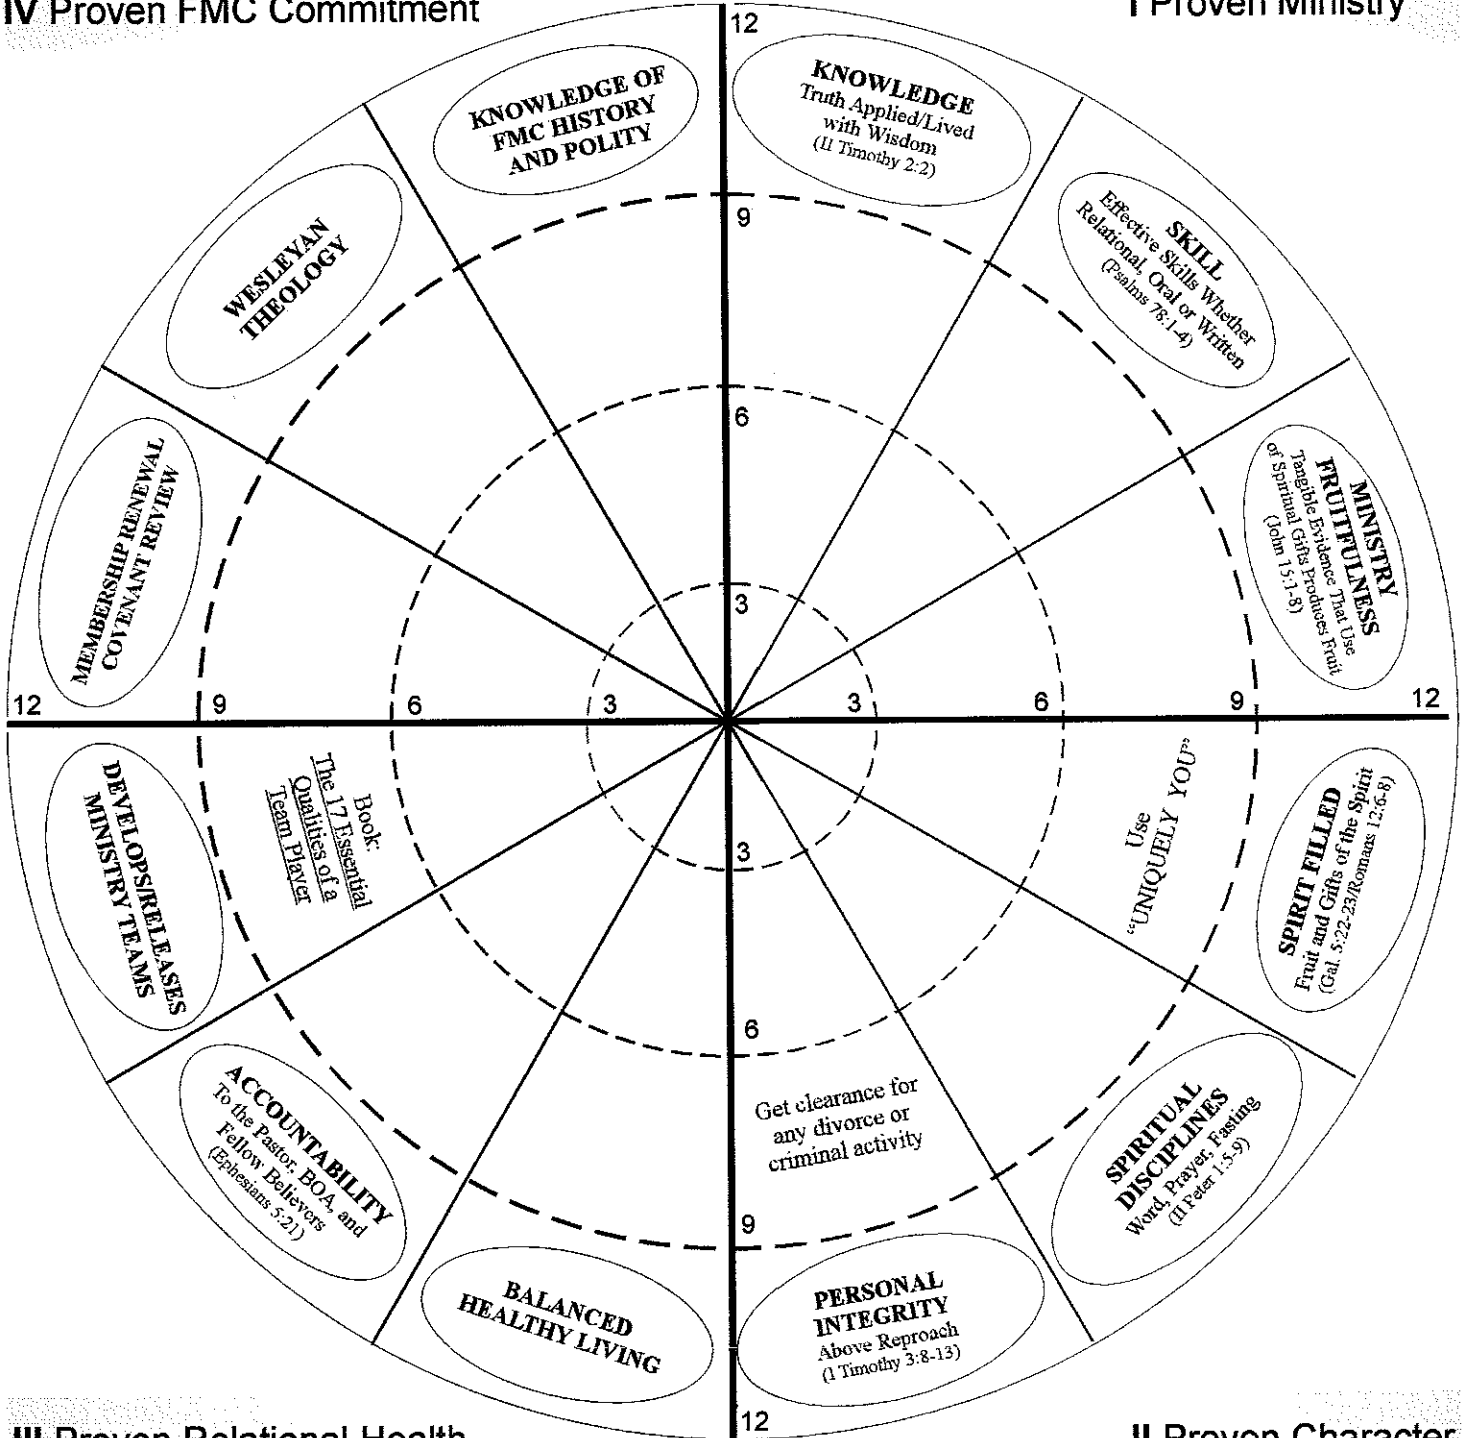 IV Proven FMC Commitment
I Proven Ministry
12
KNOWLEDGE OF
FMC HISTORY
AND POLITY
KNOWLEDGE
Truth Applied/Lived
with Wisdom
(II Timothy 2:2)
SKILL
Effective Skills Whether
Relational, Oral or Written
(Psalms 78:1-4)
WESLEYAN
THEOLOGY
9
6
3
MINISTRY
FRUITFULNESS
Tangible Evidence That Use
of Spiritual Gifts Produces Fruit
(John 15:1-8)
MEMBERSHIP RENEWAL
COVENANT REVIEW
12
9
6
3
3
6
9
12
DEVELOPS/RELEASES
MINISTRY TEAMS
Book:
The 17 Essential
Qualities of a
Team Player
Use
“UNIQUELY YOU”
SPIRIT FILLED
Fruit and Gifts of the Spirit
(Gal. 5:22-23/Romans 12:6-8)
3
6
Get clearance for
any divorce or
criminal activity
SPIRITUAL
DISCIPLINES
Word, Prayer, Fasting
(II Peter 1:5-9)
ACCOUNTABILITY
To the Pastor, BOA, and
Fellow Believers
(Ephesians 5:21)
9
BALANCED
HEALTHY LIVING
PERSONAL
INTEGRITY
Above Reproach
(1 Timothy 3:8-13)
12
III Proven Relational Health
II Proven Character